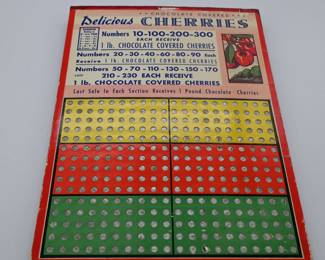 CHOCOLATE COVERED
Delicious CHERRIES
Numbers 10-100-200-300
EACH RECEIVE
1 lb. CHOCOLATE COVERED CHERRIES
Numbers 20 - 30 - 40 - 60 - 80 - 90 Each
Receive 1 lb. CHOCOLATE COVERED CHERRIES
Numbers 50 - 70 - 110 - 130 - 150 - 170
210 - 230 EACH RECEIVE
1 lb. CHOCOLATE COVERED CHERRIES
Last Sale in Each Section Receives 1 Pound Chocolate Cherries